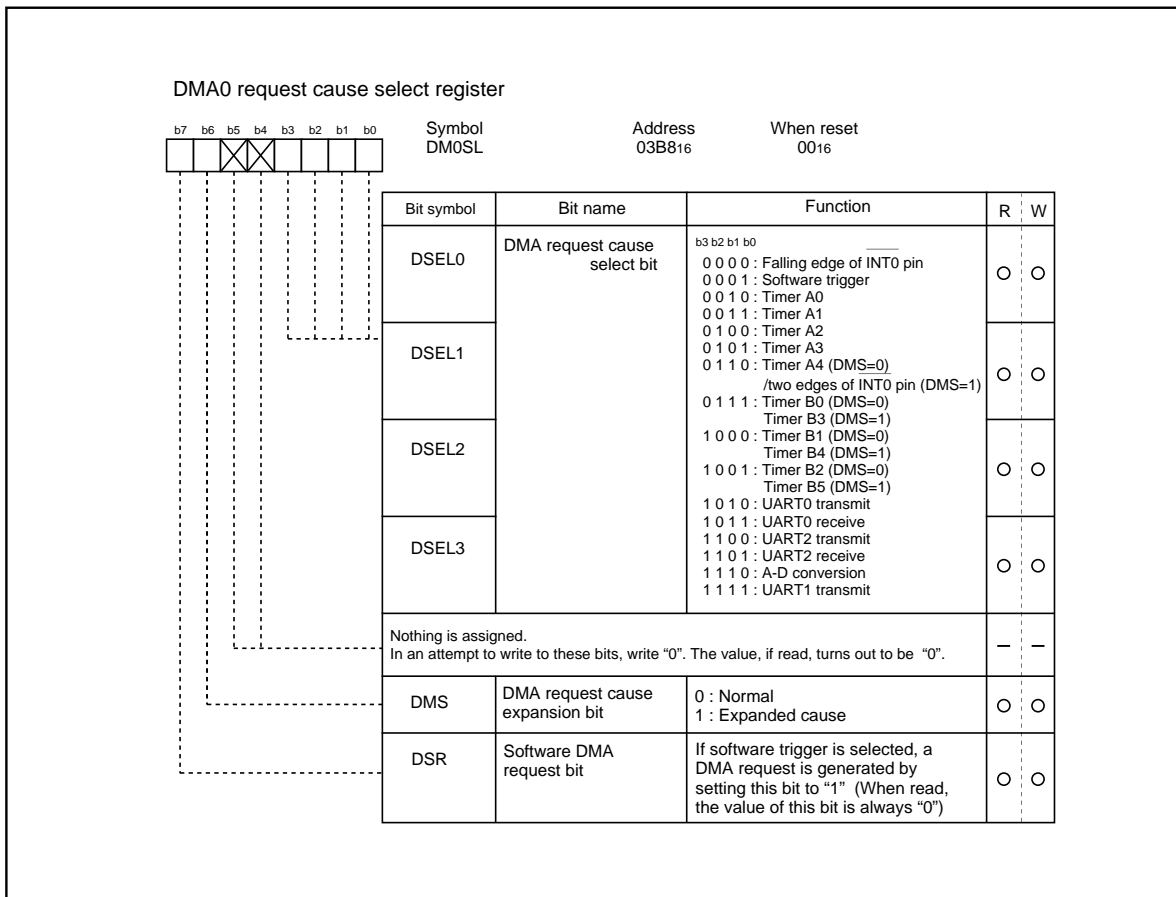 DMA0 request cause select register
b7 b6 b5 b4 b3 b2 b1 b0
Symbol Address When reset
DM0SL 03B816 0016
Bit symbol Bit name Function R W
DSEL0
DMA request cause
select bit
b3 b2 b1 b0
0 0 0 0 : Falling edge of INT0 pin
0 0 0 1 : Software trigger
0 0 1 0 : Timer A0
0 0 1 1 : Timer A1
0 1 0 0 : Timer A2
0 1 0 1 : Timer A3
0 1 1 0 : Timer A4 (DMS=0)
/two edges of INT0 pin (DMS=1)
0 1 1 1 : Timer B0 (DMS=0)
Timer B3 (DMS=1)
1 0 0 0 : Timer B1 (DMS=0)
Timer B4 (DMS=1)
1 0 0 1 : Timer B2 (DMS=0)
Timer B5 (DMS=1)
1 0 1 0 : UART0 transmit
1 0 1 1 : UART0 receive
1 1 0 0 : UART2 transmit
1 1 0 1 : UART2 receive
1 1 1 0 : A-D conversion
1 1 1 1 : UART1 transmit
DSEL1
DSEL2
DSEL3
Nothing is assigned.
In an attempt to write to these bits, write “0”. The value, if read, turns out to be “0”.
– –
DMS
DMA request cause
expansion bit
0 : Normal
1 : Expanded cause
DSR
Software DMA
request bit
If software trigger is selected, a
DMA request is generated by
setting this bit to “1” (When read,
the value of this bit is always “0”)